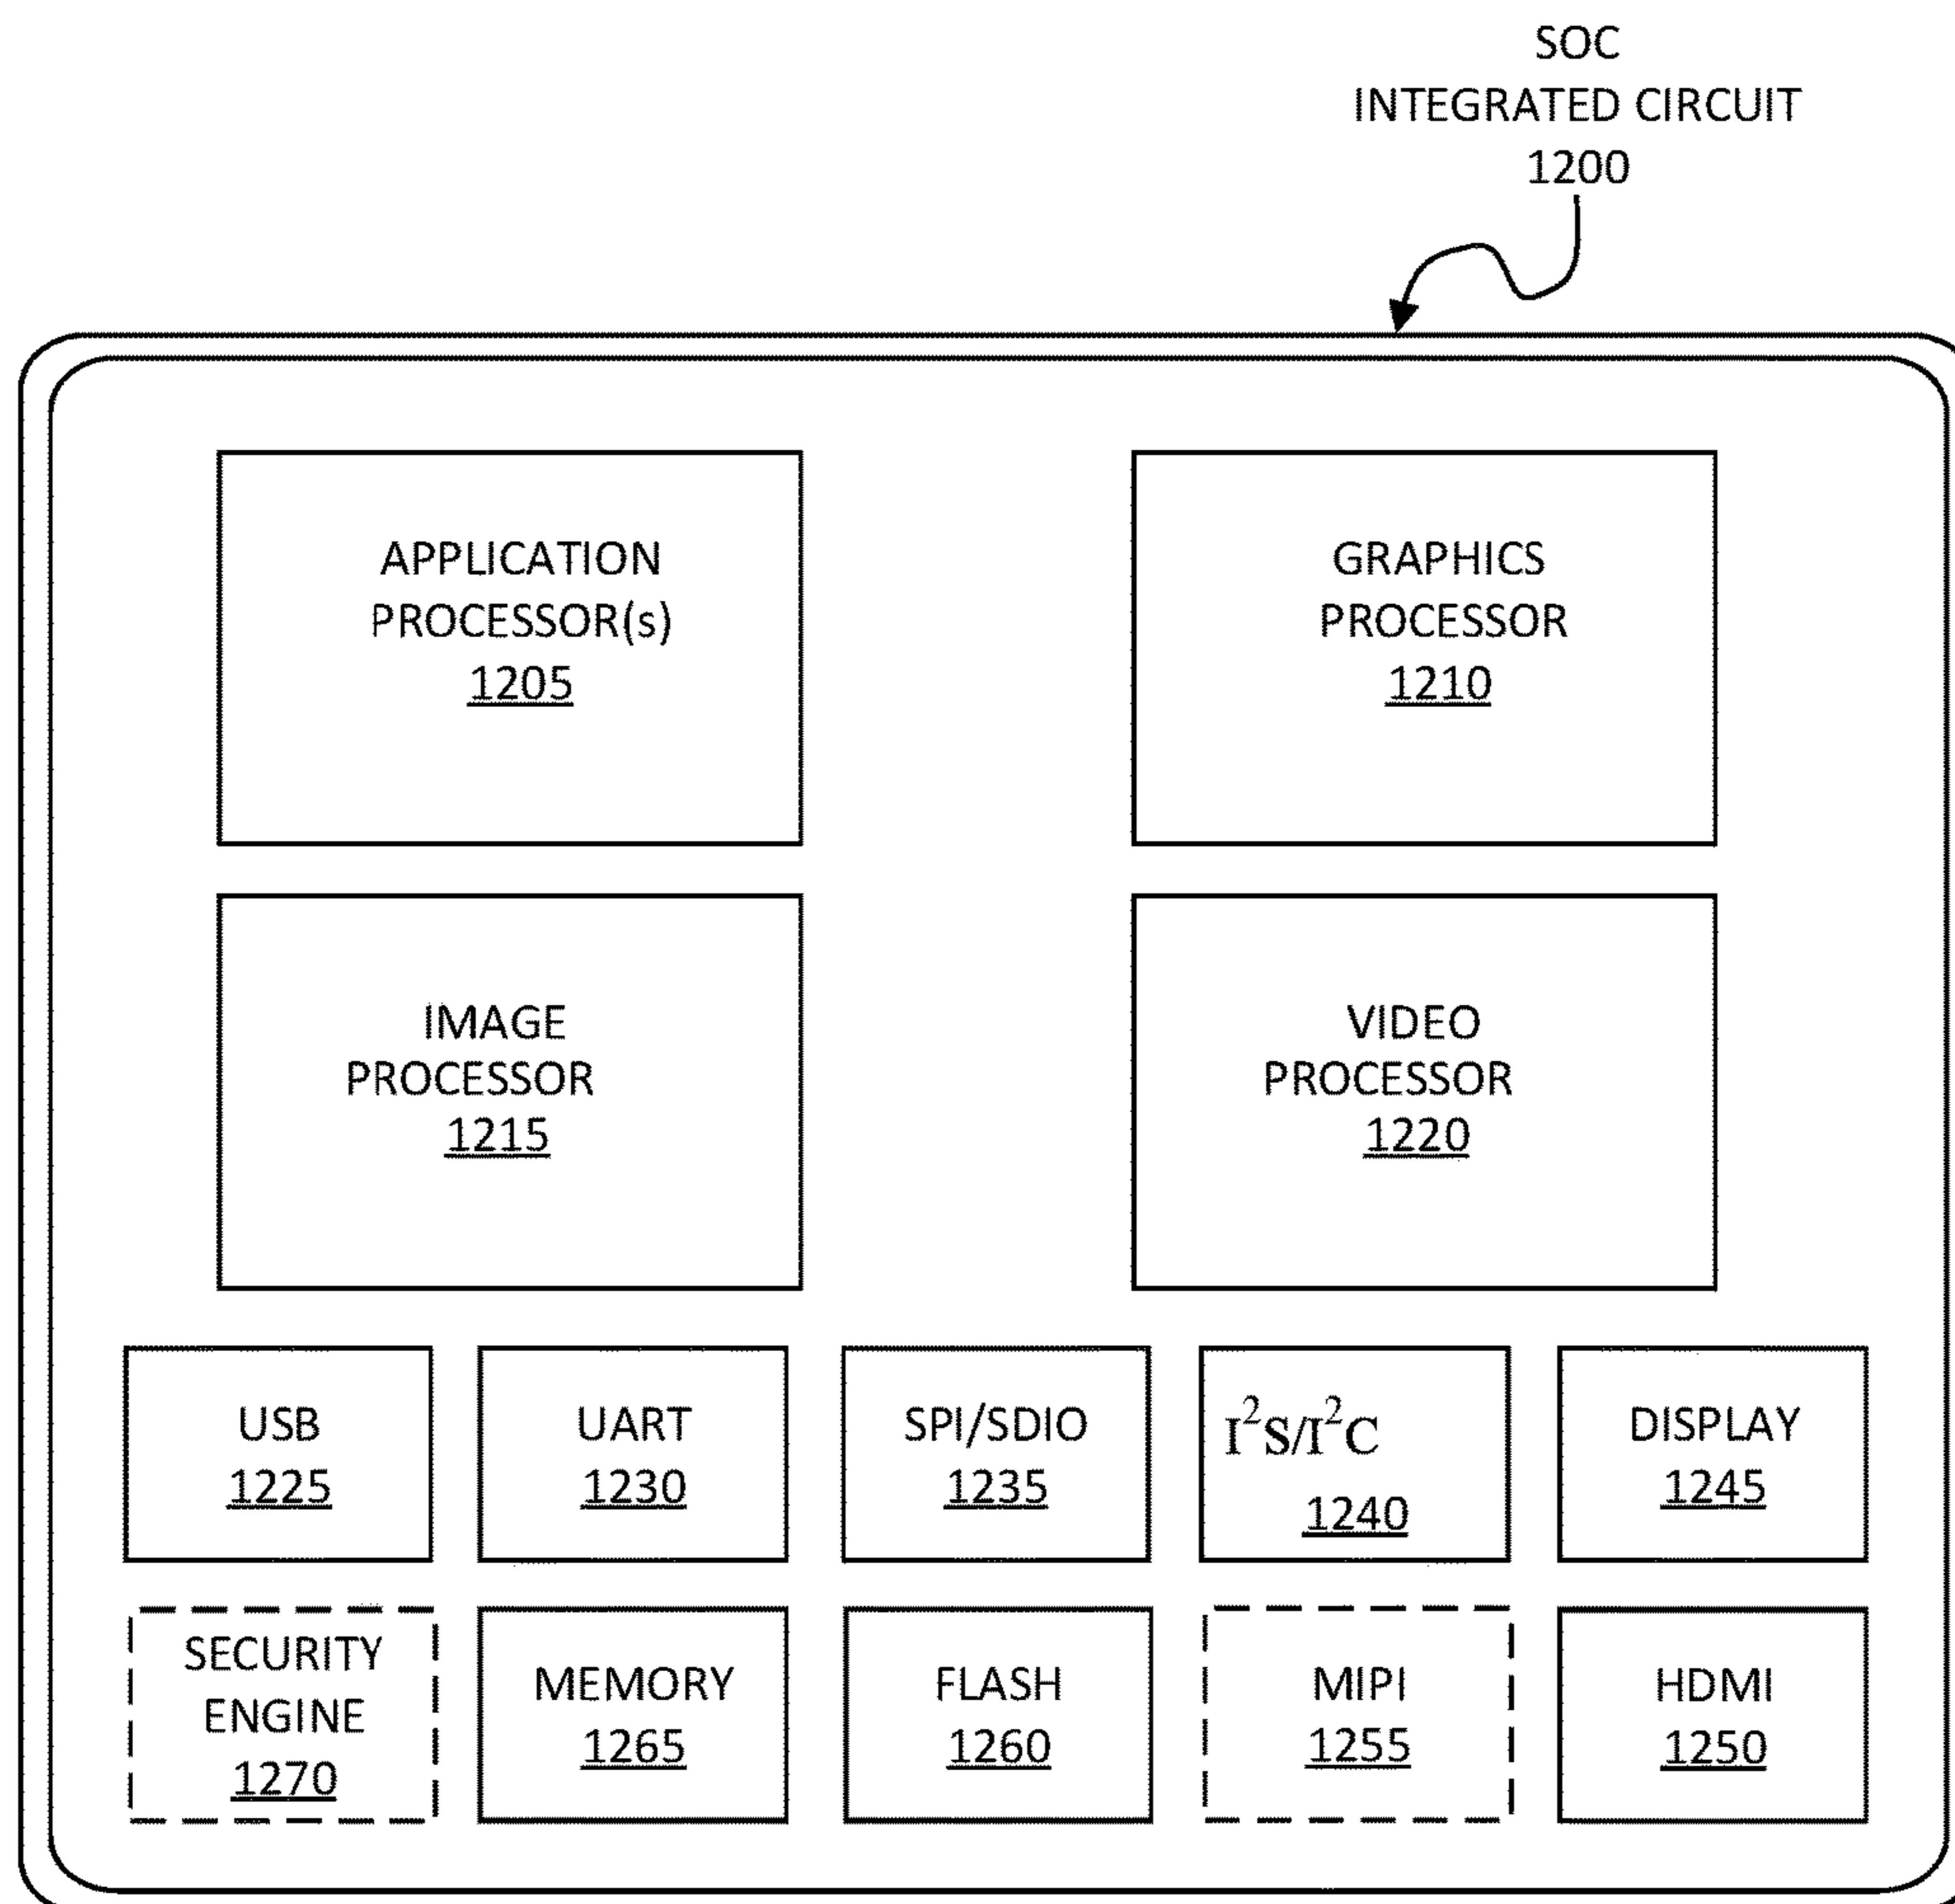 SOC
INTEGRATED CIRCUIT
1200
APPLICATION
PROCESSOR(s)
1205
GRAPHICS
PROCESSOR
1210
IMAGE
PROCESSOR
1215
VIDEO
PROCESSOR
1220
USB
1225
UART
1230
SPI/SDIO
1235
I²S/I²C
1240
DISPLAY
1245
SECURITY
ENGINE
1270
MEMORY
1265
FLASH
1260
MIPI
1255
HDMI
1250